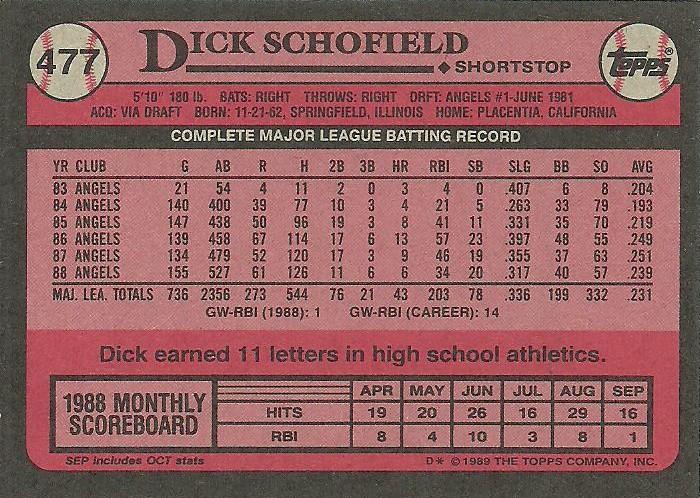 477 DICK SCHOFIELD TOPPS®
◆ SHORTSTOP
5'10" 180 lb. BATS: RIGHT THROWS: RIGHT DRFT: ANGELS #1-JUNE 1981
ACQ: VIA DRAFT BORN: 11-21-62, SPRINGFIELD, ILLINOIS HOME: PLACENTIA, CALIFORNIA
COMPLETE MAJOR LEAGUE BATTING RECORD
YR CLUB G AB R H 2B 3B HR RBI SB SLG BB SO AVG
83 ANGELS 21 54 4 11 2 0 3 4 0 .407 6 8 .204
84 ANGELS 140 400 39 77 10 3 4 21 5 .263 33 79 .193
85 ANGELS 147 438 50 96 19 3 8 41 11 .331 35 70 .219
86 ANGELS 139 458 67 114 17 6 13 57 23 .397 48 55 .249
87 ANGELS 134 479 52 120 17 3 9 46 19 .355 37 63 .251
88 ANGELS 155 527 61 126 11 6 6 34 20 .317 40 57 .239
MAJ. LEA. TOTALS 736 2356 273 544 76 21 43 203 78 .336 199 332 .231
GW-RBI (1988): 1 GW-RBI (CAREER): 14
Dick earned 11 letters in high school athletics.
1988 MONTHLY SCOREBOARD
APR MAY JUN JUL AUG SEP
HITS 19 20 26 16 29 16
RBI 8 4 10 3 8 1
SEP includes OCT stats D* © 1989 THE TOPPS COMPANY, INC.